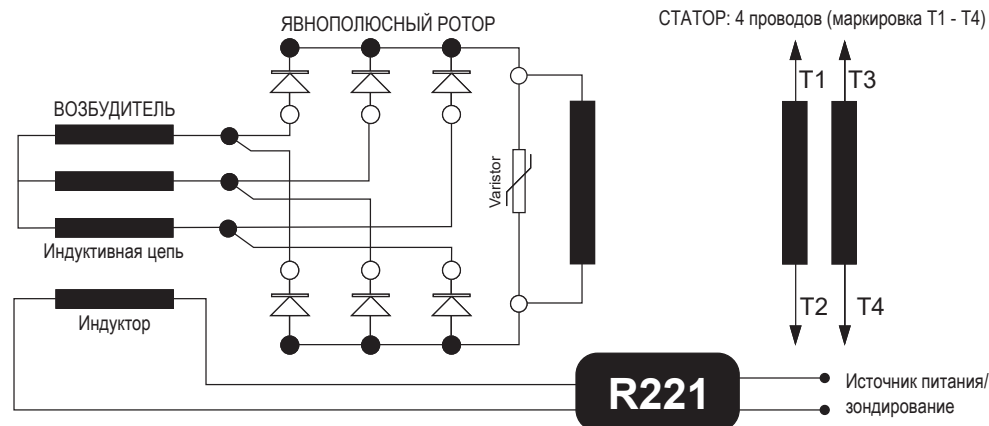 ЯВНОПОЛЮСНЫЙ РОТОР
СТАТОР: 4 проводов (маркировка T1 - T4)
T1
T3
ВОЗБУДИТЕЛЬ
Varistor
Индуктивная цепь
Индуктор
T2
T4
R221
Источник питания/
зондирование